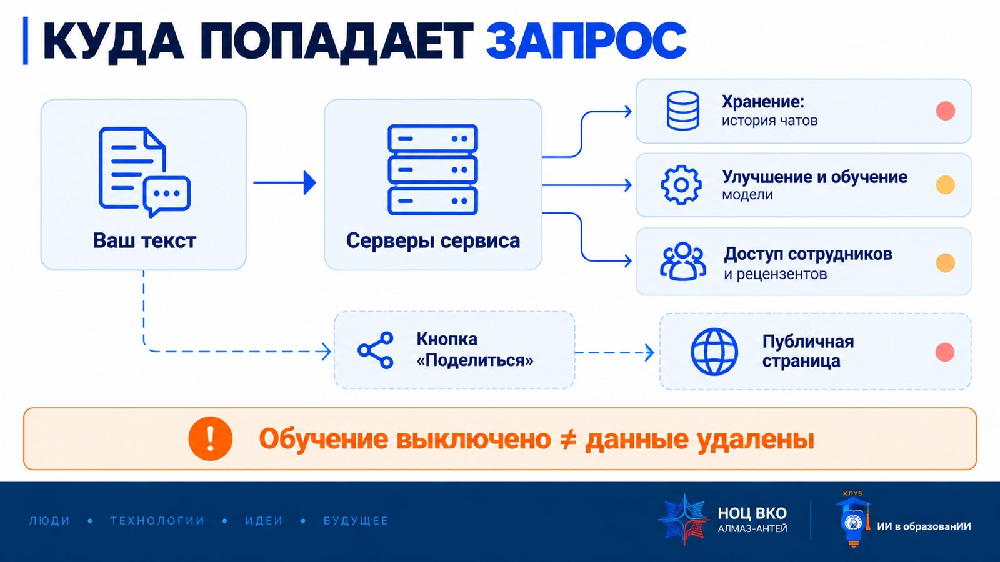 КУДА ПОПАДАЕТ ЗАПРОС
Ваш текст
Серверы сервиса
Хранение:
история чатов
Улучшение и обучение
модели
Доступ сотрудников
и рецензентов
Кнопка
«Поделиться»
Публичная
страница
! Обучение выключено ≠ данные удалены
ЛЮДИ • ТЕХНОЛОГИИ • ИДЕИ • БУДУЩЕЕ
НОЦ ВКО
АЛМАЗ-АНТЕЙ
КЛУБ
ИИ в образованИИ